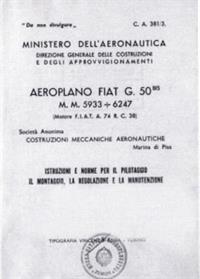 "Da non divulgare"
C. A. 381/3.
MINISTERO DELL'AERONAUTICA
DIREZIONE GENERALE DELLE COSTRUZIONI
E DEGLI APPROVVIGIONAMENTI
AEROPLANO FIAT G. 50 BIS
M. M. 5933 ÷ 6247
(Motore F.I.A.T. A. 74 R. C. 38)
Società Anonima
COSTRUZIONI MECCANICHE AERONAUTICHE
Marina di Pisa
ISTRUZIONI E NORME PER IL PILOTAGGIO
IL MONTAGGIO, LA REGOLAZIONE E LA MANUTENZIONE
TIPOGRAFIA